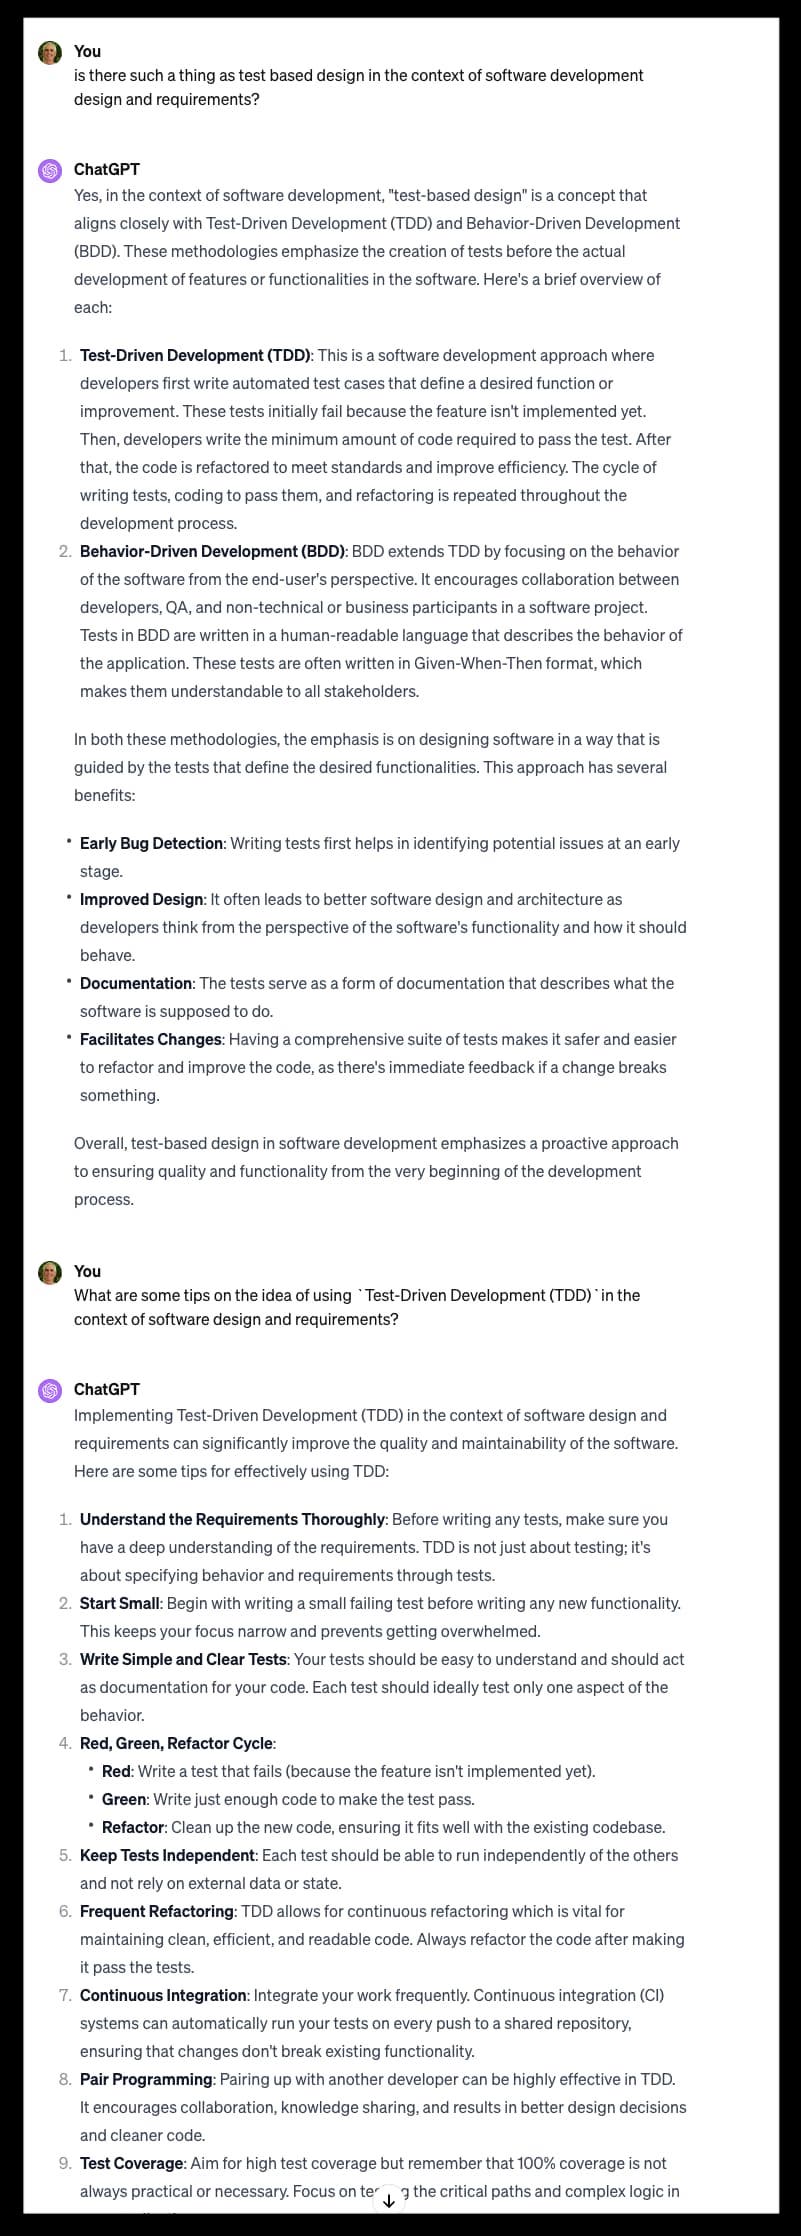 You
is there such a thing as test based design in the context of software development
design and requirements?
ChatGPT
Yes, in the context of software development, "test-based design" is a concept that
aligns closely with Test-Driven Development (TDD) and Behavior-Driven Development
(BDD). These methodologies emphasize the creation of tests before the actual
development of features or functionalities in the software. Here's a brief overview of
each:
1. Test-Driven Development (TDD): This is a software development approach where
developers first write automated test cases that define a desired function or
improvement. These tests initially fail because the feature isn't implemented yet.
Then, developers write the minimum amount of code required to pass the test. After
that, the code is refactored to meet standards and improve efficiency. The cycle of
writing tests, coding to pass them, and refactoring is repeated throughout the
development process.
2. Behavior-Driven Development (BDD): BDD extends TDD by focusing on the behavior
of the software from the end-user's perspective. It encourages collaboration between
developers, QA, and non-technical or business participants in a software project.
Tests in BDD are written in a human-readable language that describes the behavior of
the application. These tests are often written in Given-When-Then format, which
makes them understandable to all stakeholders.
In both these methodologies, the emphasis is on designing software in a way that is
guided by the tests that define the desired functionalities. This approach has several
benefits:
• Early Bug Detection: Writing tests first helps in identifying potential issues at an early
stage.
• Improved Design: It often leads to better software design and architecture as
developers think from the perspective of the software's functionality and how it should
behave.
• Documentation: The tests serve as a form of documentation that describes what the
software is supposed to do.
• Facilitates Changes: Having a comprehensive suite of tests makes it safer and easier
to refactor and improve the code, as there's immediate feedback if a change breaks
something.
Overall, test-based design in software development emphasizes a proactive approach
to ensuring quality and functionality from the very beginning of the development
process.
You
What are some tips on the idea of using `Test-Driven Development (TDD)` in the
context of software design and requirements?
ChatGPT
Implementing Test-Driven Development (TDD) in the context of software design and
requirements can significantly improve the quality and maintainability of the software.
Here are some tips for effectively using TDD:
1. Understand the Requirements Thoroughly: Before writing any tests, make sure you
have a deep understanding of the requirements. TDD is not just about testing; it's
about specifying behavior and requirements through tests.
2. Start Small: Begin with writing a small failing test before writing any new functionality.
This keeps your focus narrow and prevents getting overwhelmed.
3. Write Simple and Clear Tests: Your tests should be easy to understand and should act
as documentation for your code. Each test should ideally test only one aspect of the
behavior.
4. Red, Green, Refactor Cycle:
• Red: Write a test that fails (because the feature isn't implemented yet).
• Green: Write just enough code to make the test pass.
• Refactor: Clean up the new code, ensuring it fits well with the existing codebase.
5. Keep Tests Independent: Each test should be able to run independently of the others
and not rely on external data or state.
6. Frequent Refactoring: TDD allows for continuous refactoring which is vital for
maintaining clean, efficient, and readable code. Always refactor the code after making
it pass the tests.
7. Continuous Integration: Integrate your work frequently. Continuous integration (CI)
systems can automatically run your tests on every push to a shared repository,
ensuring that changes don't break existing functionality.
8. Pair Programming: Pairing up with another developer can be highly effective in TDD.
It encourages collaboration, knowledge sharing, and results in better design decisions
and cleaner code.
9. Test Coverage: Aim for high test coverage but remember that 100% coverage is not
always practical or necessary. Focus on the critical paths and complex logic in